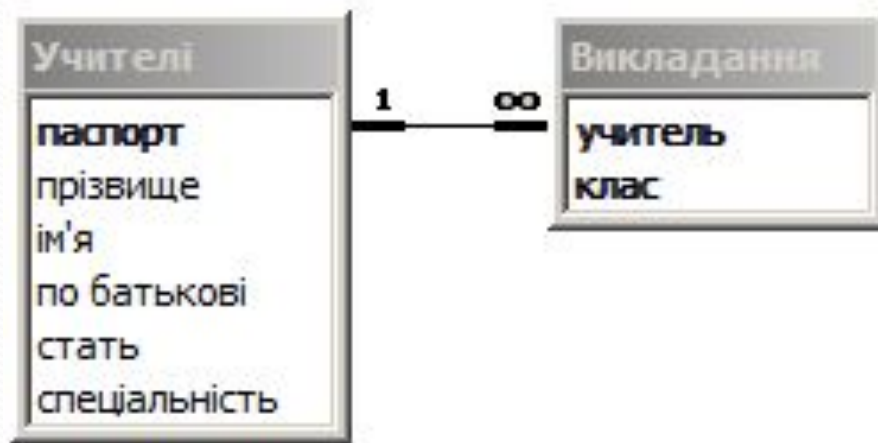 Учителі
паспорт
прізвище
ім'я
по батькові
стать
спеціальність
1 ∞
Викладання
учитель
клас